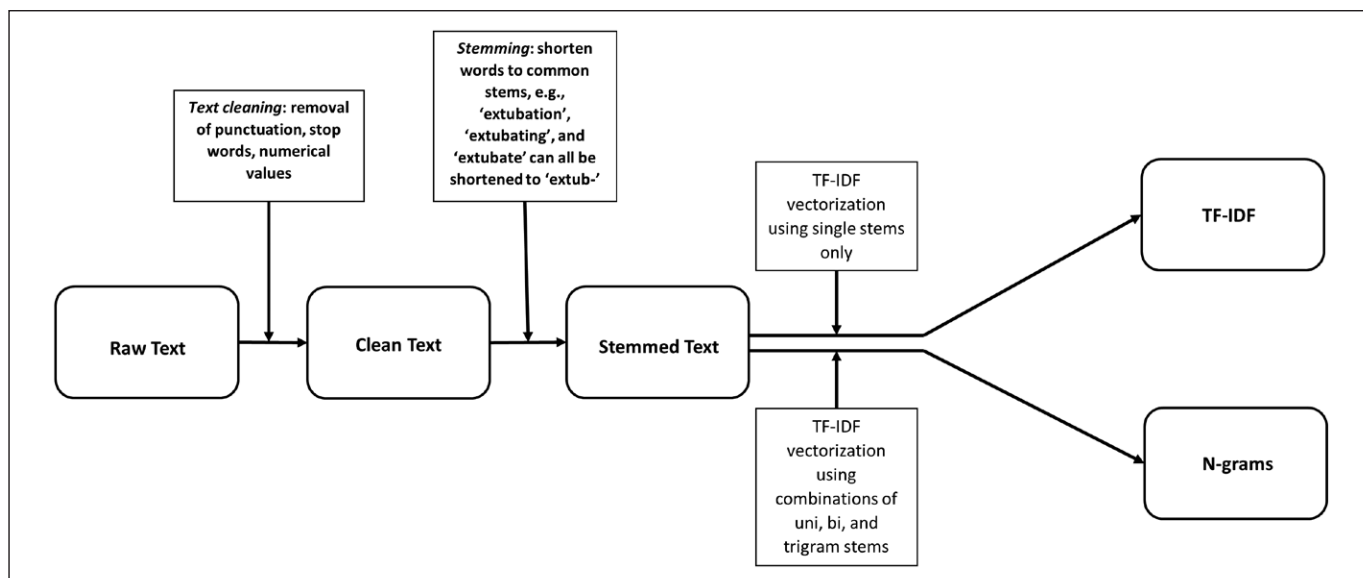 Text cleaning: removal
of punctuation, stop
words, numerical
values
Stemming: shorten
words to common
stems, e.g.,
‘extubation’,
‘extubating’, and
‘extubate’ can all be
shortened to ‘extub-’
TF-IDF
vectorization
using single stems
only
TF-IDF
Raw Text
Clean Text
Stemmed Text
TF-IDF
vectorization
using
combinations of
uni, bi, and
trigram stems
N-grams